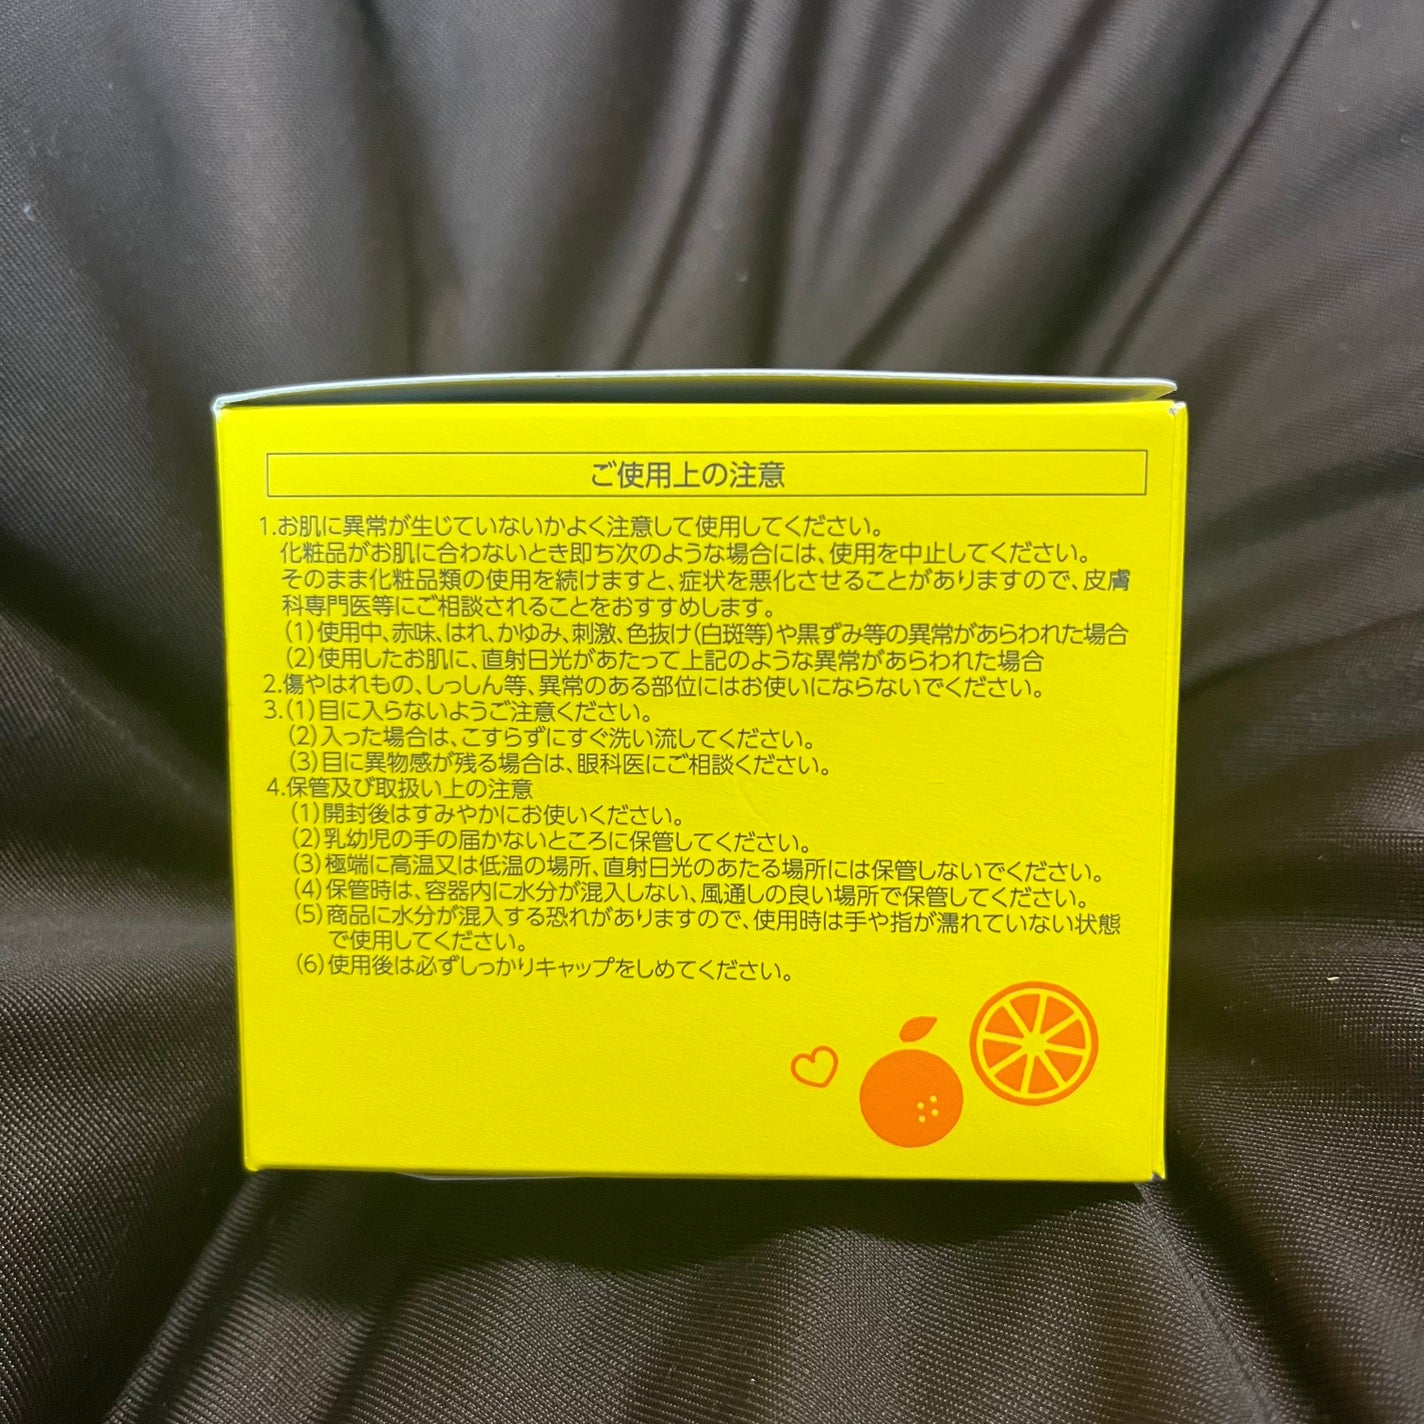 ご使用上の注意
1.お肌に異常が生じていないかよく注意して使用してください。
化粧品がお肌に合わないとき即ち次のような場合には、使用を中止してください。
そのまま化粧品類の使用を続けますと、症状を悪化させることがありますので、皮膚
科専門医等にご相談されることをおすすめします。
(1)使用中、赤味、はれ、かゆみ、刺激、色抜け(白斑等)や黒ずみ等の異常があらわれた場合
(2)使用したお肌に、直射日光があたって上記のような異常があらわれた場合
2.傷やはれもの、しっしん等、異常のある部位にはお使いにならないでください。
3.(1)目に入らないようご注意ください。
(2)入った場合は、こすらずにすぐ洗い流してください。
(3)目に異物感が残る場合は、眼科医にご相談ください。
4.保管及び取扱い上の注意
(1)開封後はすみやかにお使いください。
(2)乳幼児の手の届かないところに保管してください。
(3)極端に高温又は低温の場所、直射日光のあたる場所には保管しないでください。
(4)保管時は、容器内に水分が混入しない、風通しの良い場所で保管してください。
(5)商品に水分が混入する恐れがありますので、使用時は手や指が濡れていない状態
で使用してください。
(6)使用後は必ずしっかりキャップをしめてください。